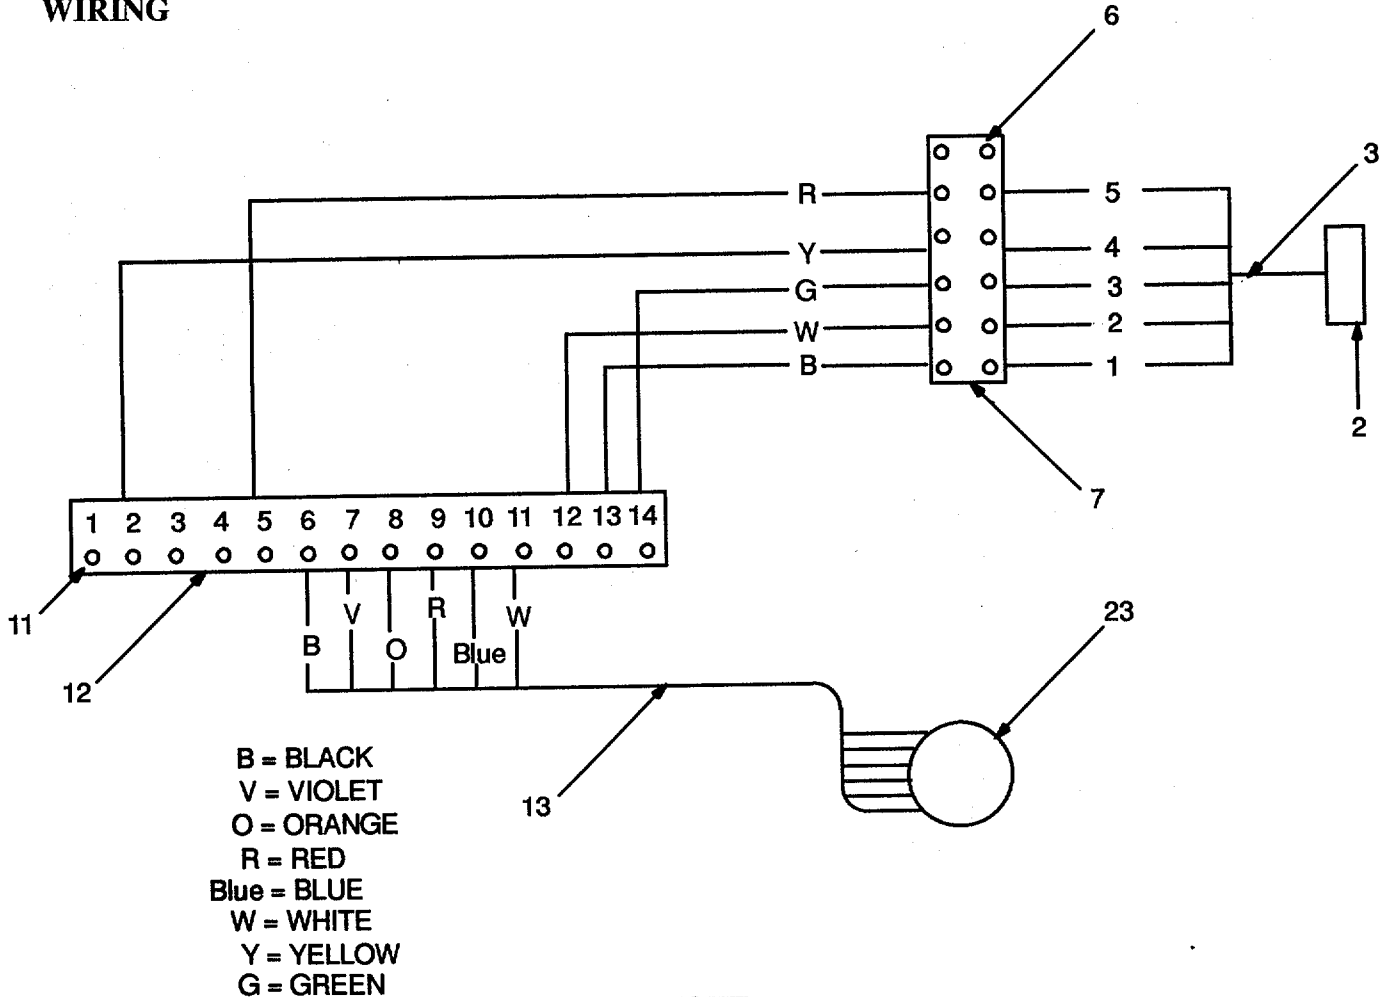 WIRING
6
3
R
5
Y
4
G
3
W
2
B
1
2
7
1 2 3 4 5 6 7 8 9 10 11 12 13 14
11
12
B V O R Blue W
23
13
B = BLACK
V = VIOLET
O = ORANGE
R = RED
Blue = BLUE
W = WHITE
Y = YELLOW
G = GREEN